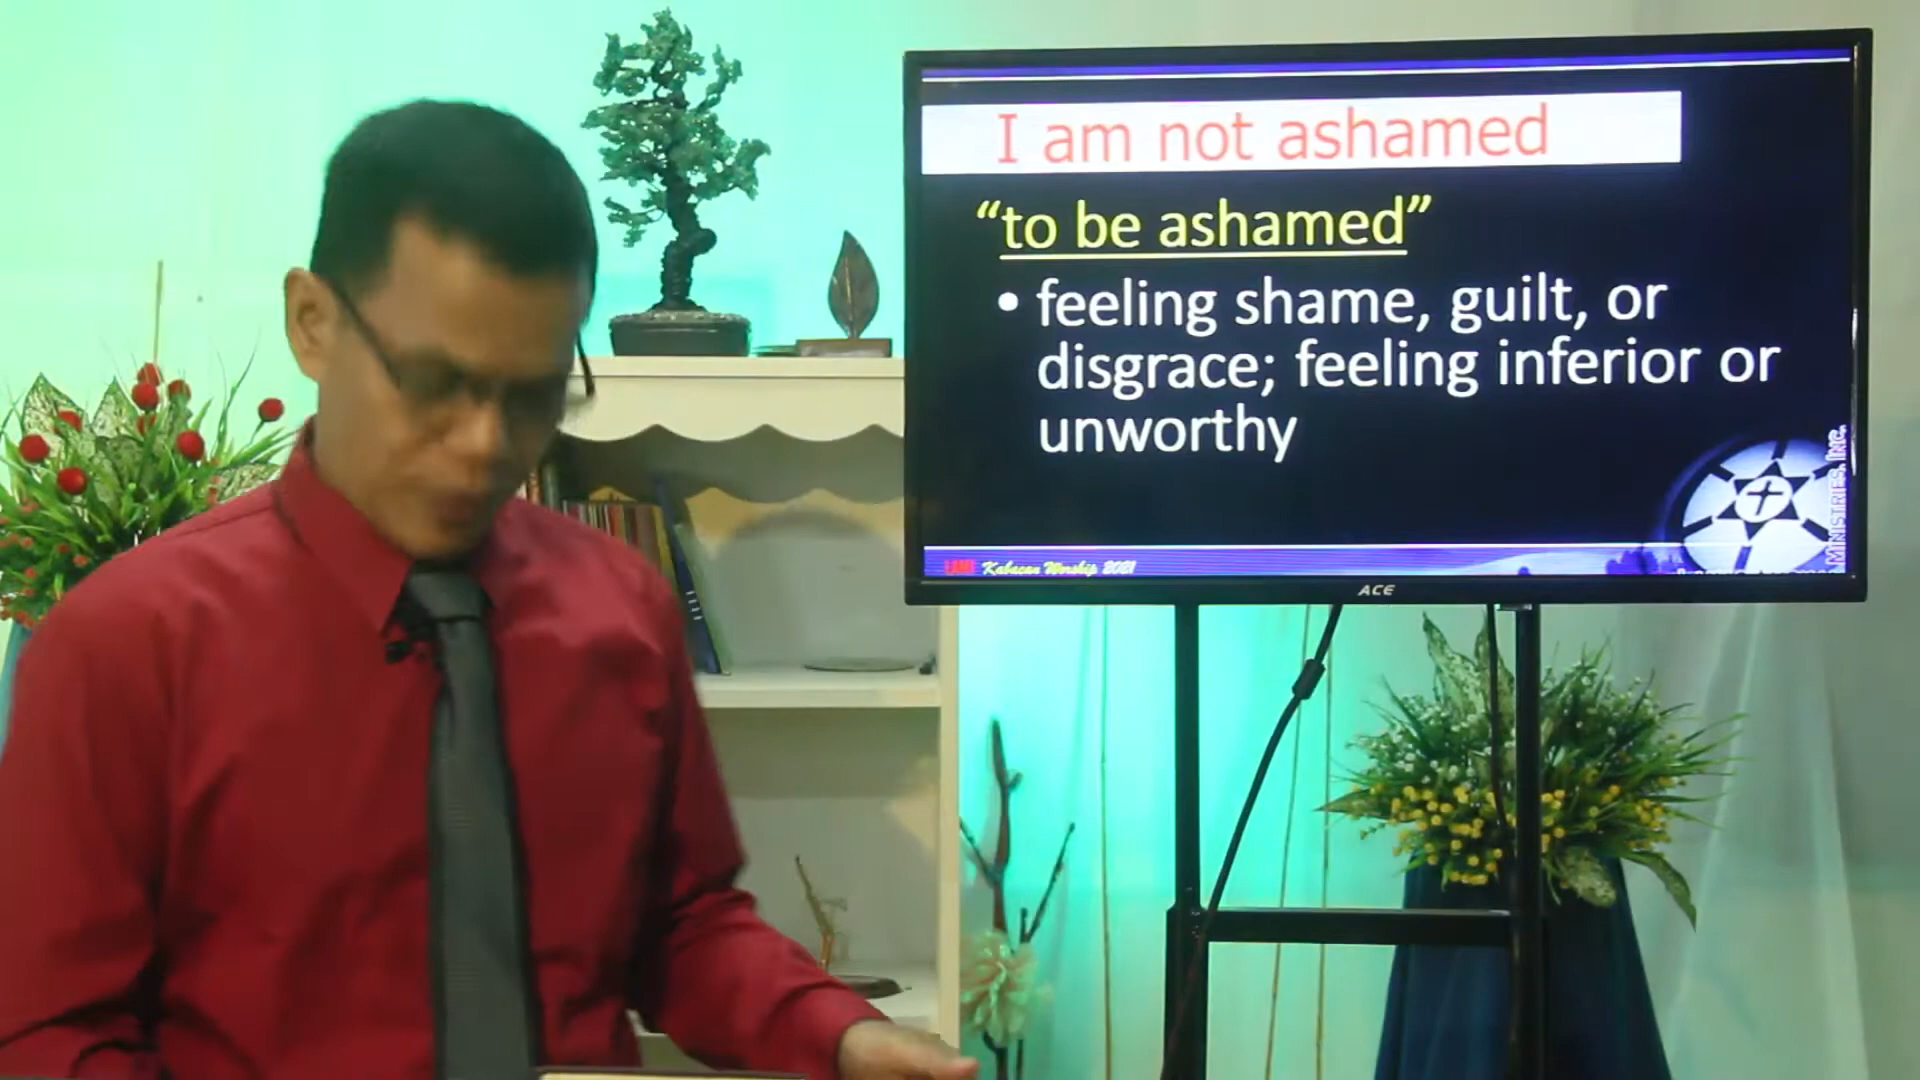 I am not ashamed
“to be ashamed”
• feeling shame, guilt, or
disgrace; feeling inferior or
unworthy
MINISTRIES, INC.
LAMI Kabacan Worship 2021
ACE